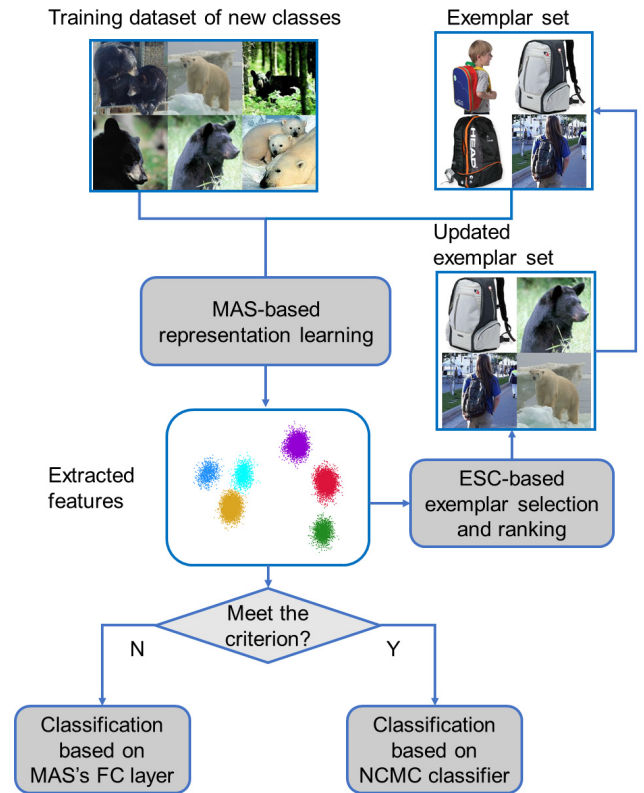 Training dataset of new classes
Exemplar set
HEAD
Updated
exemplar set
MAS-based
representation learning
Extracted
features
ESC-based
exemplar selection
and ranking
Meet the
criterion?
N
Y
Classification
based on
MAS's FC layer
Classification
based on
NCMC classifier